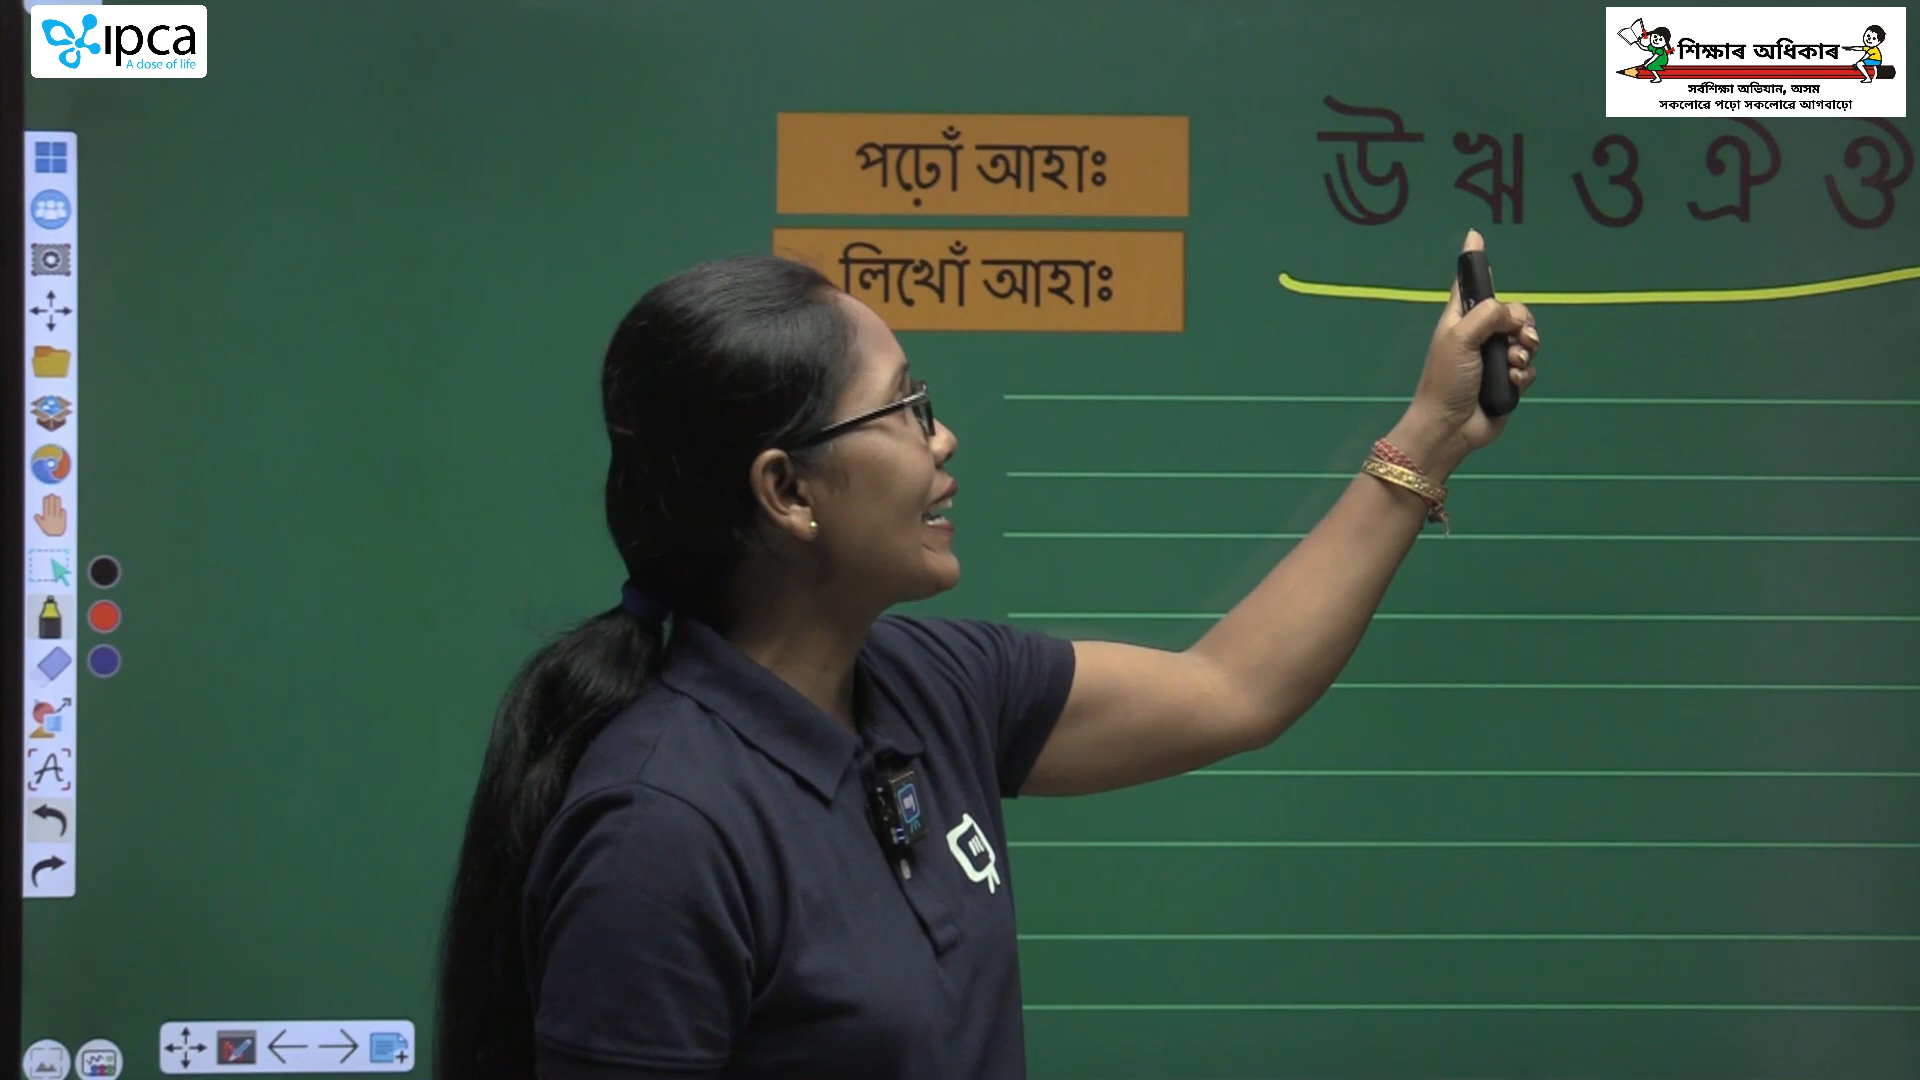 ipca
A dose of life
শিক্ষাৰ অধিকাৰ
সৰ্বশিক্ষা অভিযান, অসম
সকলোৱে পঢ়ো সকলোৱে আগবাঢ়ো
পঢ়োঁ আহাঃ
লিখোঁ আহাঃ
ঊ ঋ ও ঐ ঔ